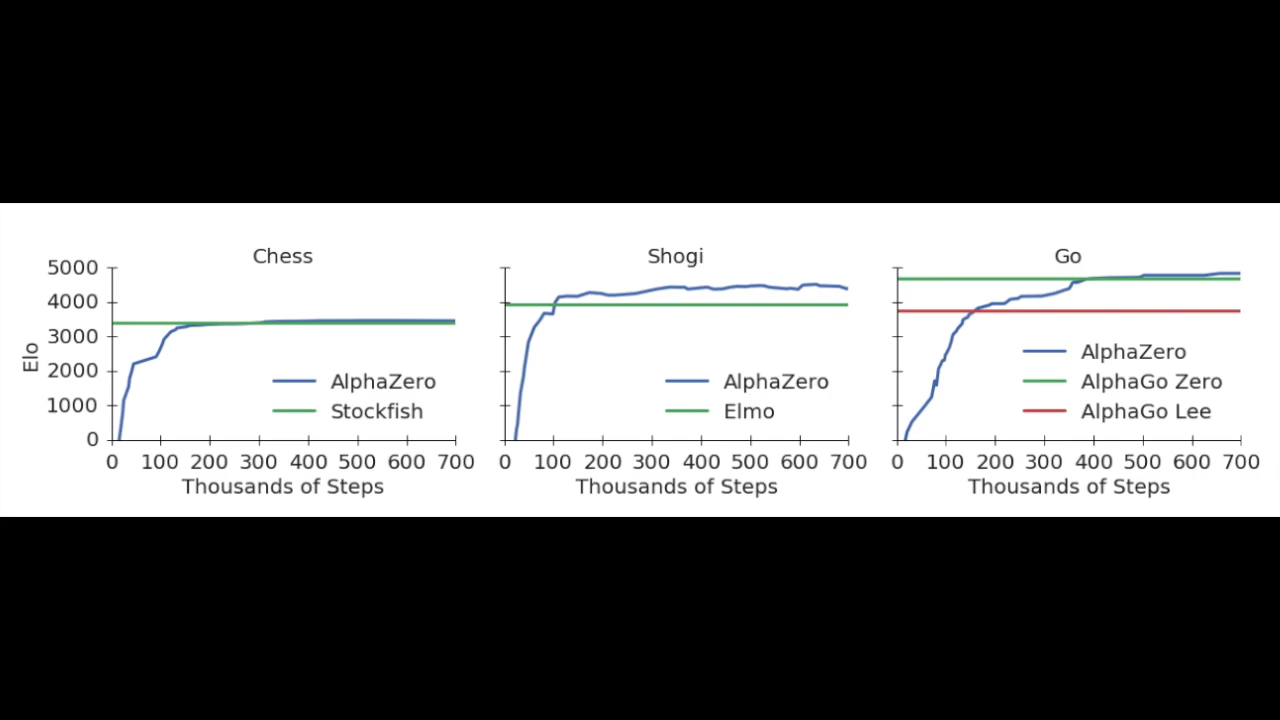 Chess
5000
4000
3000
2000
1000
0
Elo
AlphaZero
Stockfish
0 100 200 300 400 500 600 700
Thousands of Steps
Shogi
AlphaZero
Elmo
0 100 200 300 400 500 600 700
Thousands of Steps
Go
AlphaZero
AlphaGo Zero
AlphaGo Lee
0 100 200 300 400 500 600 700
Thousands of Steps